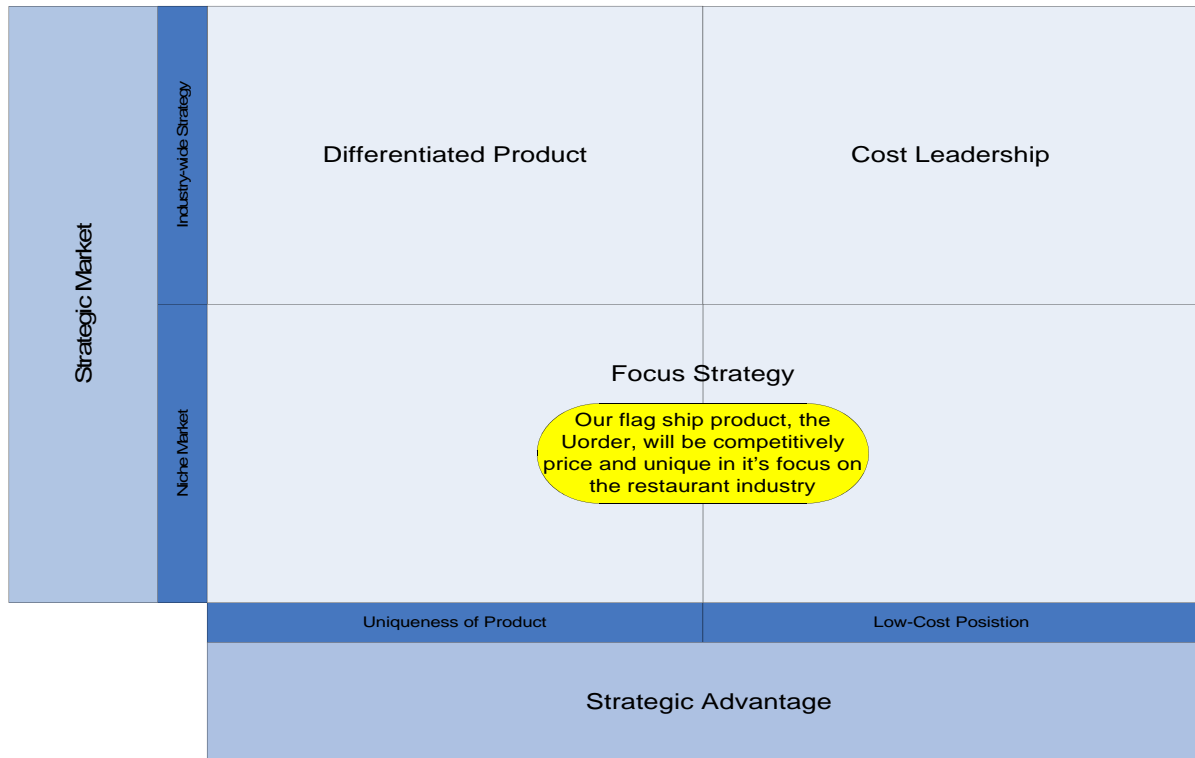 Strategic Market
Industry-wide Strategy
Differentiated Product
Cost Leadership
Niche Market
Focus Strategy
Our flag ship product, the
Uorder, will be competitively
price and unique in it's focus on
the restaurant industry
Uniqueness of Product
Low-Cost Posistion
Strategic Advantage